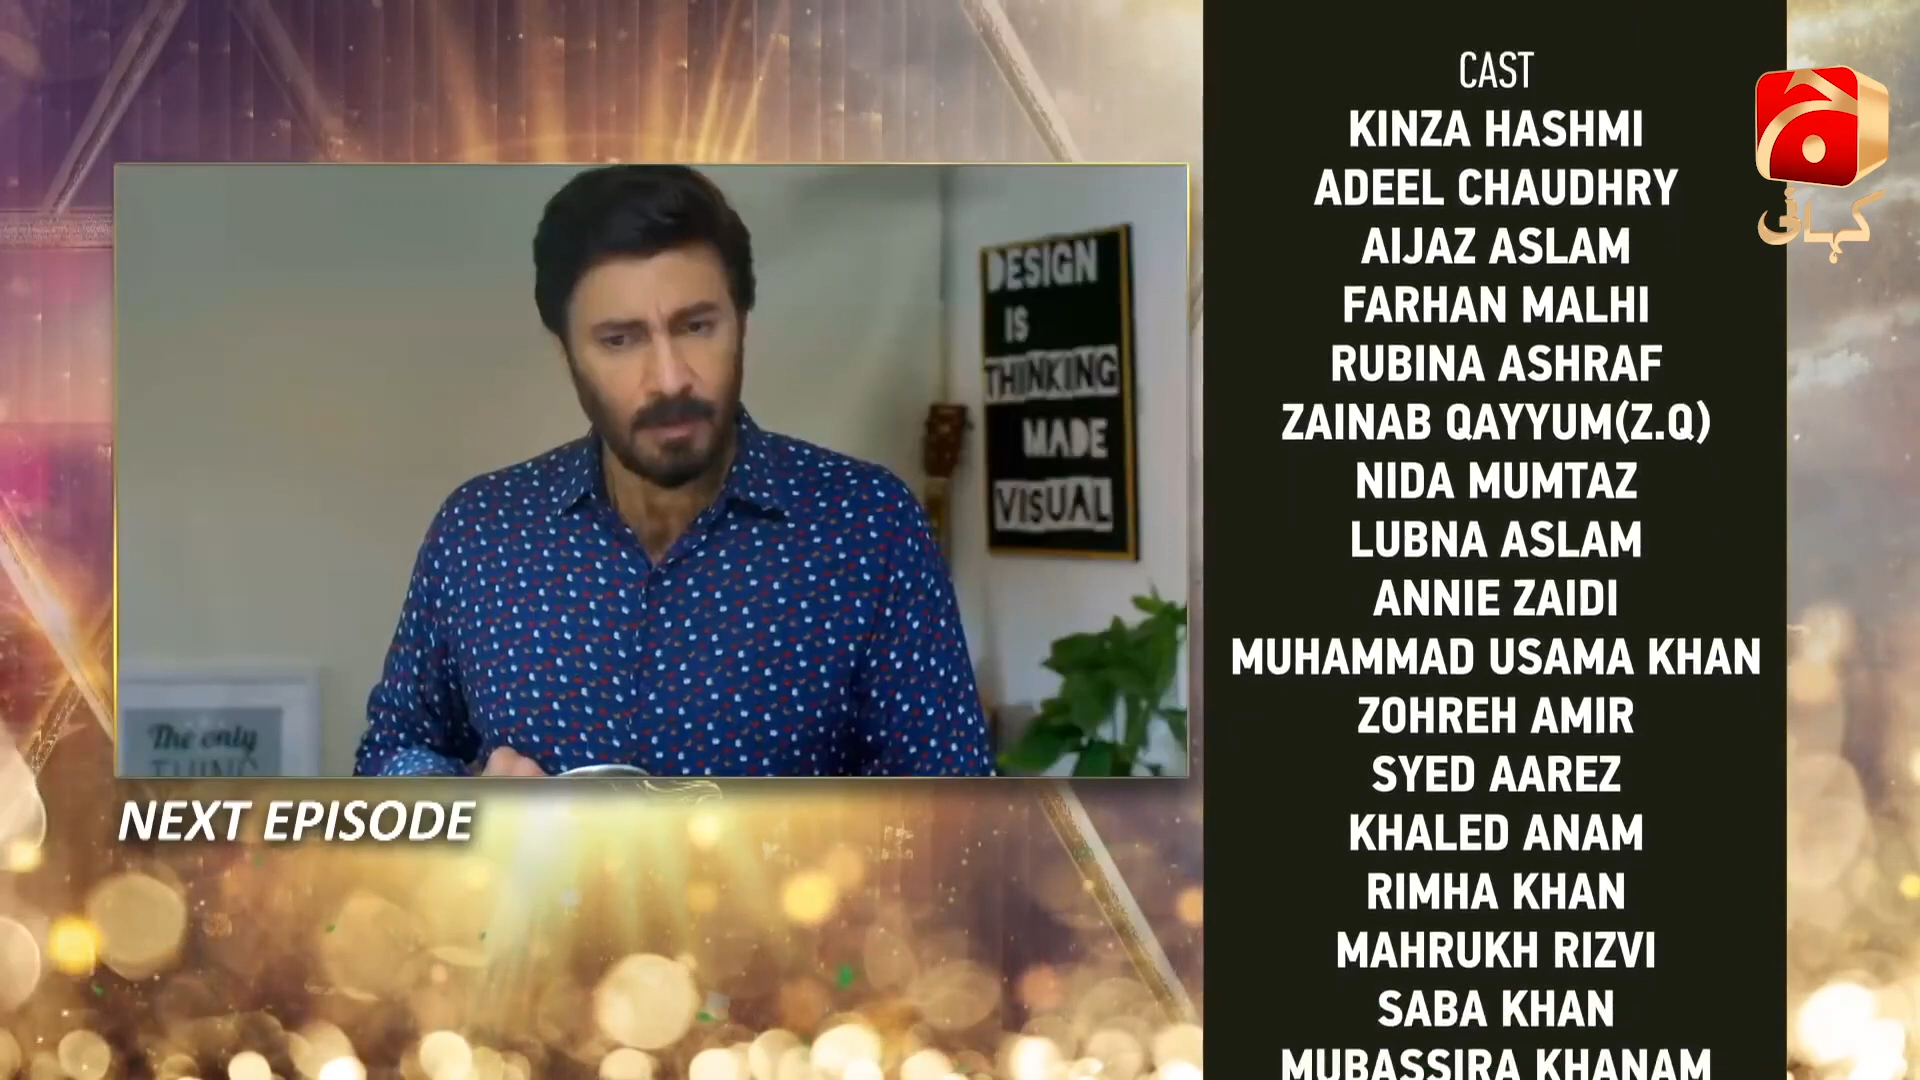 DESIGN
IS
THINKING
MADE
VISUAL
The only
THING
NEXT EPISODE
CAST
KINZA HASHMI
ADEEL CHAUDHRY
AIJAZ ASLAM
FARHAN MALHI
RUBINA ASHRAF
ZAINAB QAYYUM(Z.Q)
NIDA MUMTAZ
LUBNA ASLAM
ANNIE ZAIDI
MUHAMMAD USAMA KHAN
ZOHREH AMIR
SYED AAREZ
KHALED ANAM
RIMHA KHAN
MAHRUKH RIZVI
SABA KHAN
MUBASSIRA KHANAM
کہانی